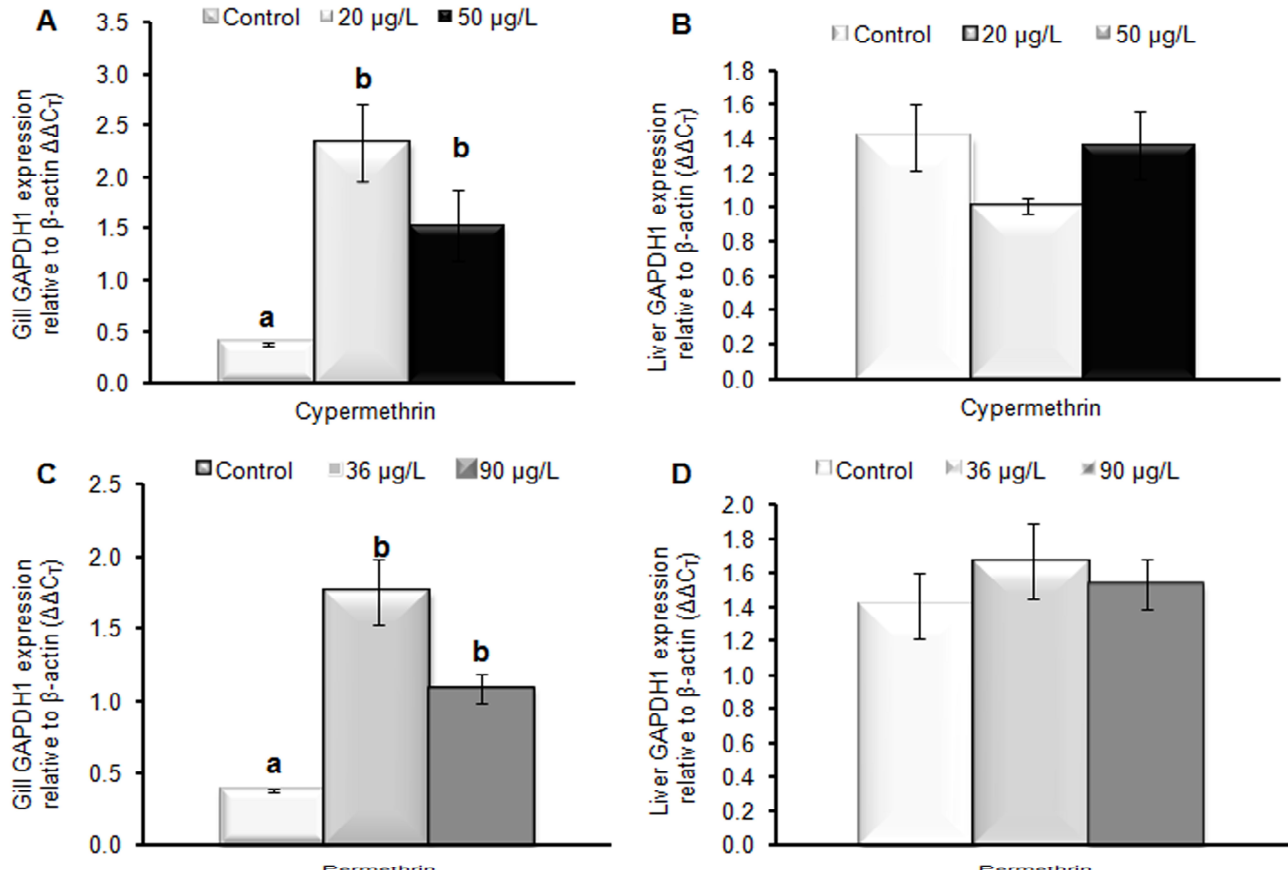 A
Control 20 µg/L 50 µg/L
Gill GAPDH1 expression
relative to β-actin ΔΔCT)
3.5
3.0
2.5
2.0
1.5
1.0
0.5
0.0
a
b
b
Cypermethrin
B
Control 20 µg/L 50 µg/L
Liver GAPDH1 expression
relative to β-actin (ΔΔCT)
1.8
1.6
1.4
1.2
1.0
0.8
0.6
0.4
0.2
0.0
Cypermethrin
C
Control 36 µg/L 90 µg/L
Gill GAPDH1 expression
relative to β-actin (ΔΔCT)
2.5
2.0
1.5
1.0
0.5
0.0
a
b
b
Permethrin
D
Control 36 µg/L 90 µg/L
Liver GAPDH1 expression
relative to β-actin (ΔΔCT)
2.0
1.8
1.6
1.4
1.2
1.0
0.8
0.6
0.4
0.2
0.0
Permethrin